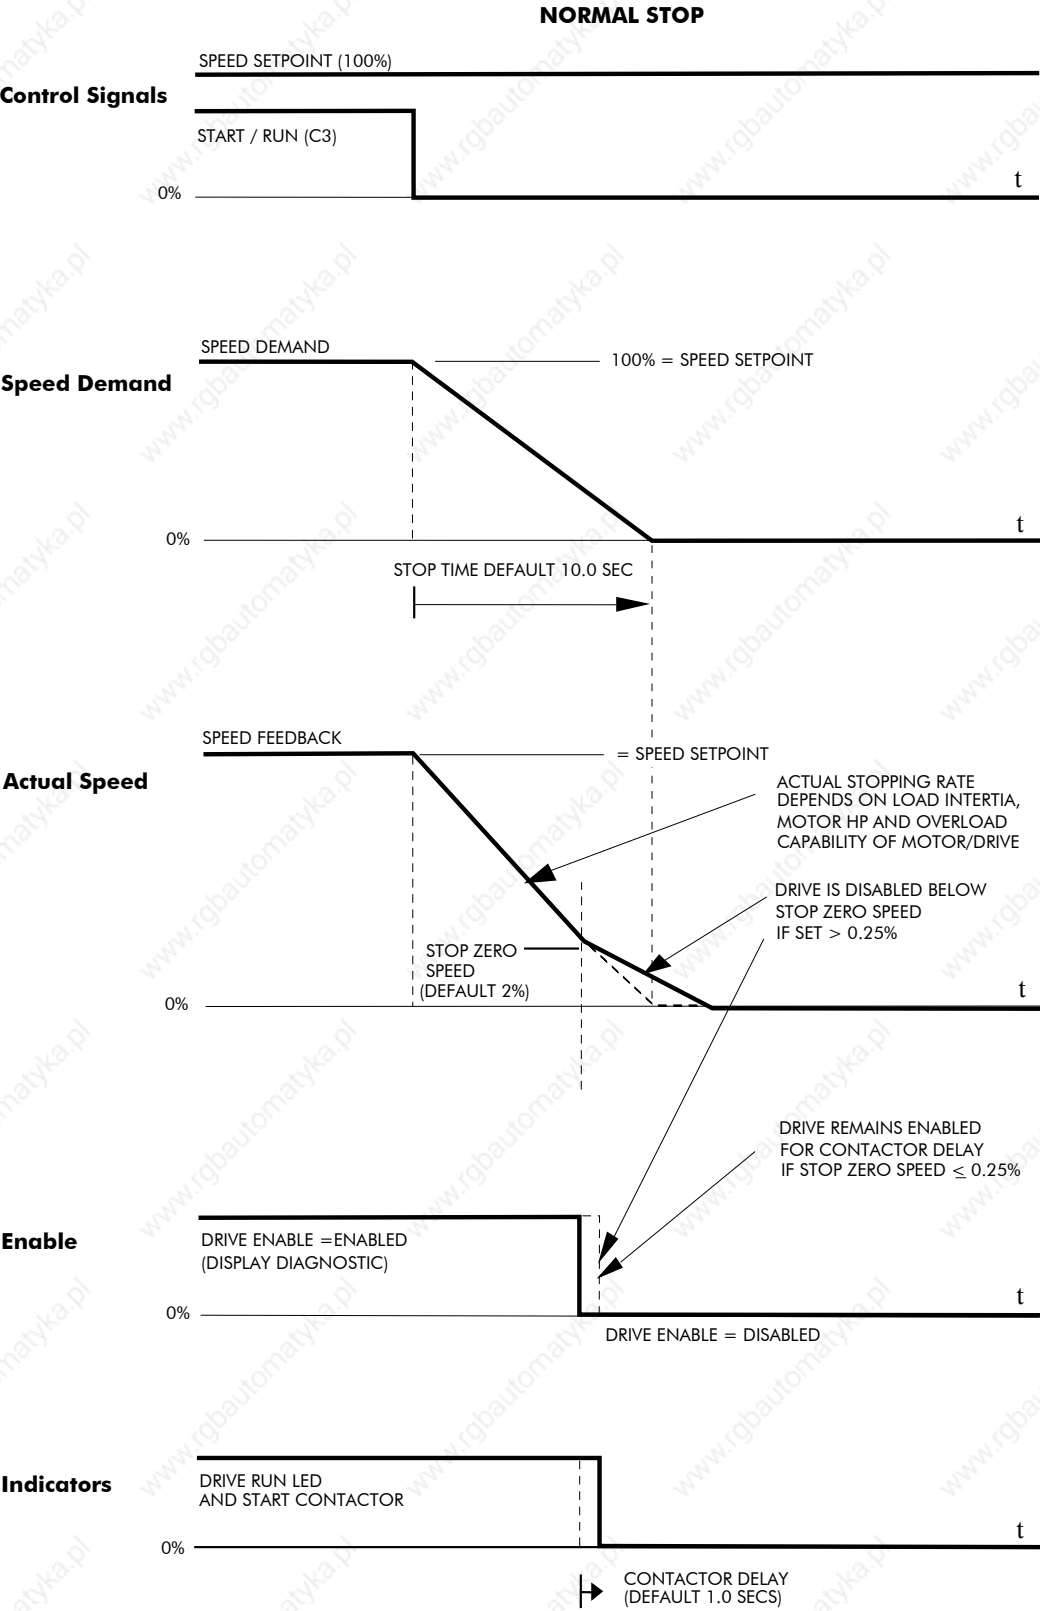 NORMAL STOP
SPEED SETPOINT (100%)
Control Signals
START / RUN (C3)
0%
t
SPEED DEMAND
100% = SPEED SETPOINT
Speed Demand
0%
t
STOP TIME DEFAULT 10.0 SEC
SPEED FEEDBACK
= SPEED SETPOINT
Actual Speed
ACTUAL STOPPING RATE
DEPENDS ON LOAD INTERTIA,
MOTOR HP AND OVERLOAD
CAPABILITY OF MOTOR/DRIVE
DRIVE IS DISABLED BELOW
STOP ZERO SPEED
IF SET > 0.25%
STOP ZERO
SPEED
(DEFAULT 2%)
0%
t
DRIVE REMAINS ENABLED
FOR CONTACTOR DELAY
IF STOP ZERO SPEED ≤ 0.25%
Enable
DRIVE ENABLE =ENABLED
(DISPLAY DIAGNOSTIC)
0%
t
DRIVE ENABLE = DISABLED
Indicators
DRIVE RUN LED
AND START CONTACTOR
0%
t
CONTACTOR DELAY
(DEFAULT 1.0 SECS)
www.rgbautomatyka.pl